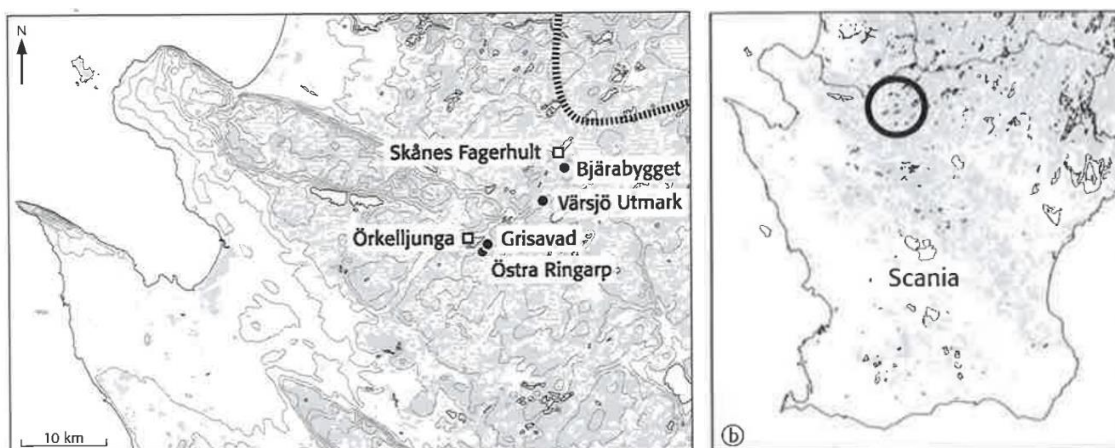 N
Skånes Fagerhult
Bjärabygget
Värsjö Utmark
Örkelljunga
Grisavad
Östra Ringarp
10 km
Scania
b